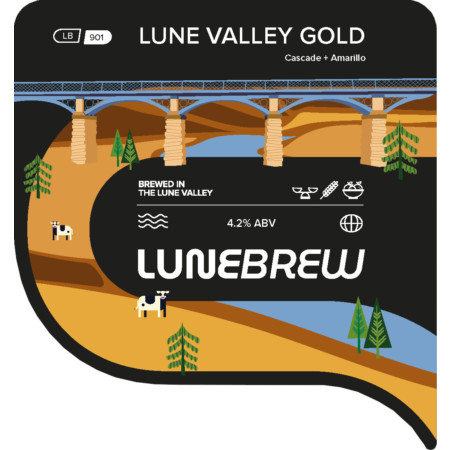 LB 901
LUNE VALLEY GOLD
Cascade + Amarillo
BREWED IN
THE LUNE VALLEY
4.2% ABV
LUNEBREW